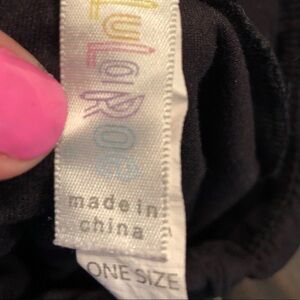 LuLaRoe
made in
china
ONE SIZE